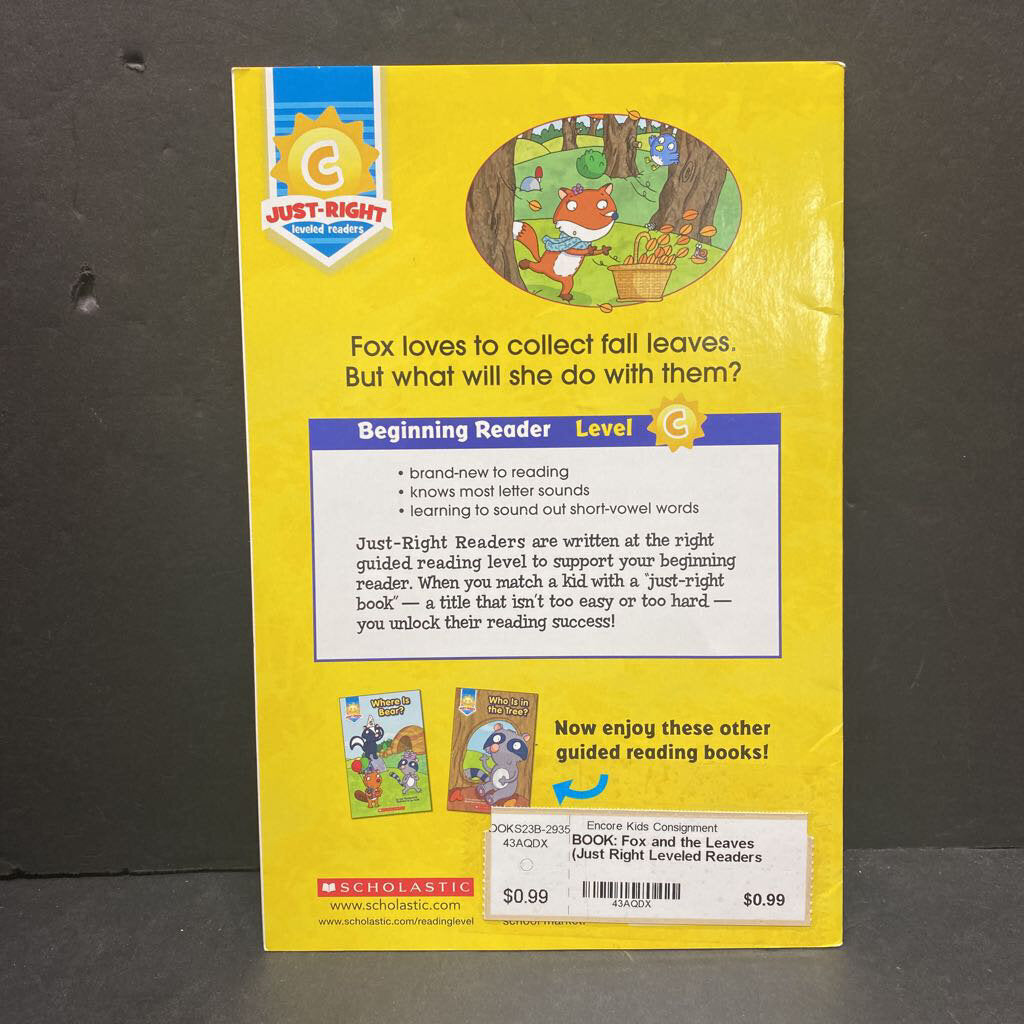 C
JUST-RIGHT
leveled readers
Fox loves to collect fall leaves.
But what will she do with them?
Beginning Reader Level C
• brand-new to reading
• knows most letter sounds
• learning to sound out short-vowel words
Just-Right Readers are written at the right
guided reading level to support your beginning
reader. When you match a kid with a "just-right
book" — a title that isn't too easy or too hard —
you unlock their reading success!
Where Is
Bear?
Who Is in
the Tree?
Now enjoy these other
guided reading books!
OOKS23B-2935
43AQDX
$0.99
Encore Kids Consignment
BOOK: Fox and the Leaves
(Just Right Leveled Readers
43AQDX
$0.99
SCHOLASTIC
www.scholastic.com
www.scholastic.com/readinglevel
school market.